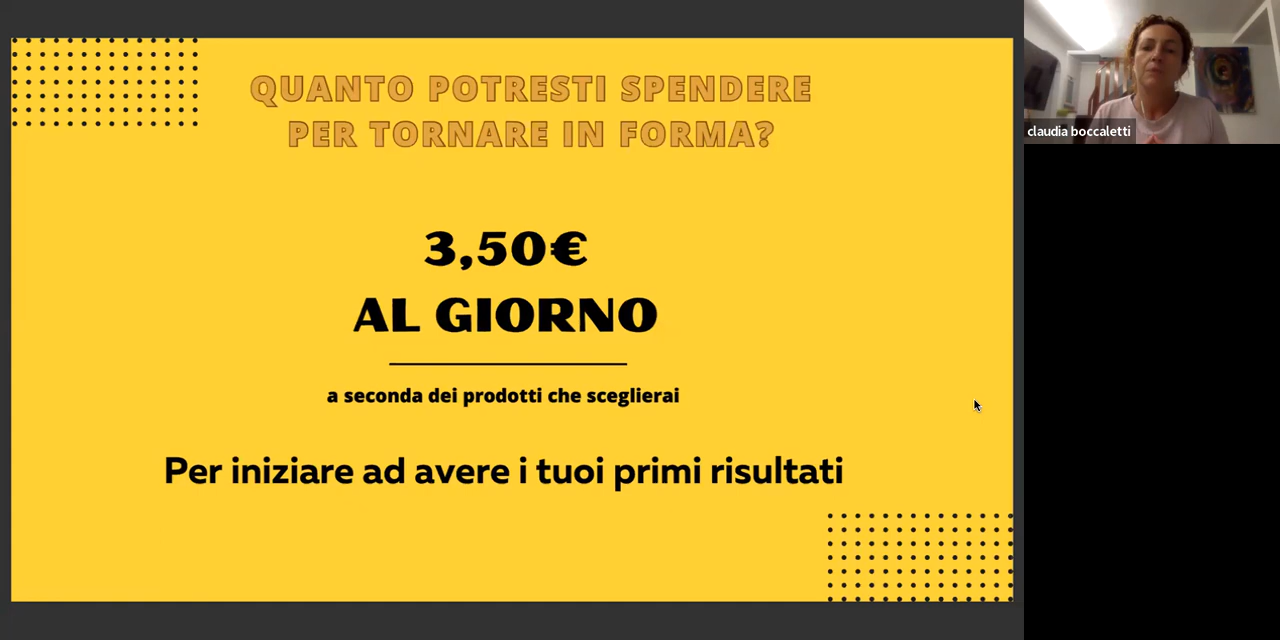 QUANTO POTRESTI SPENDERE
PER TORNARE IN FORMA?
3,50€
AL GIORNO
a seconda dei prodotti che sceglierai
Per iniziare ad avere i tuoi primi risultati
claudia boccaletti